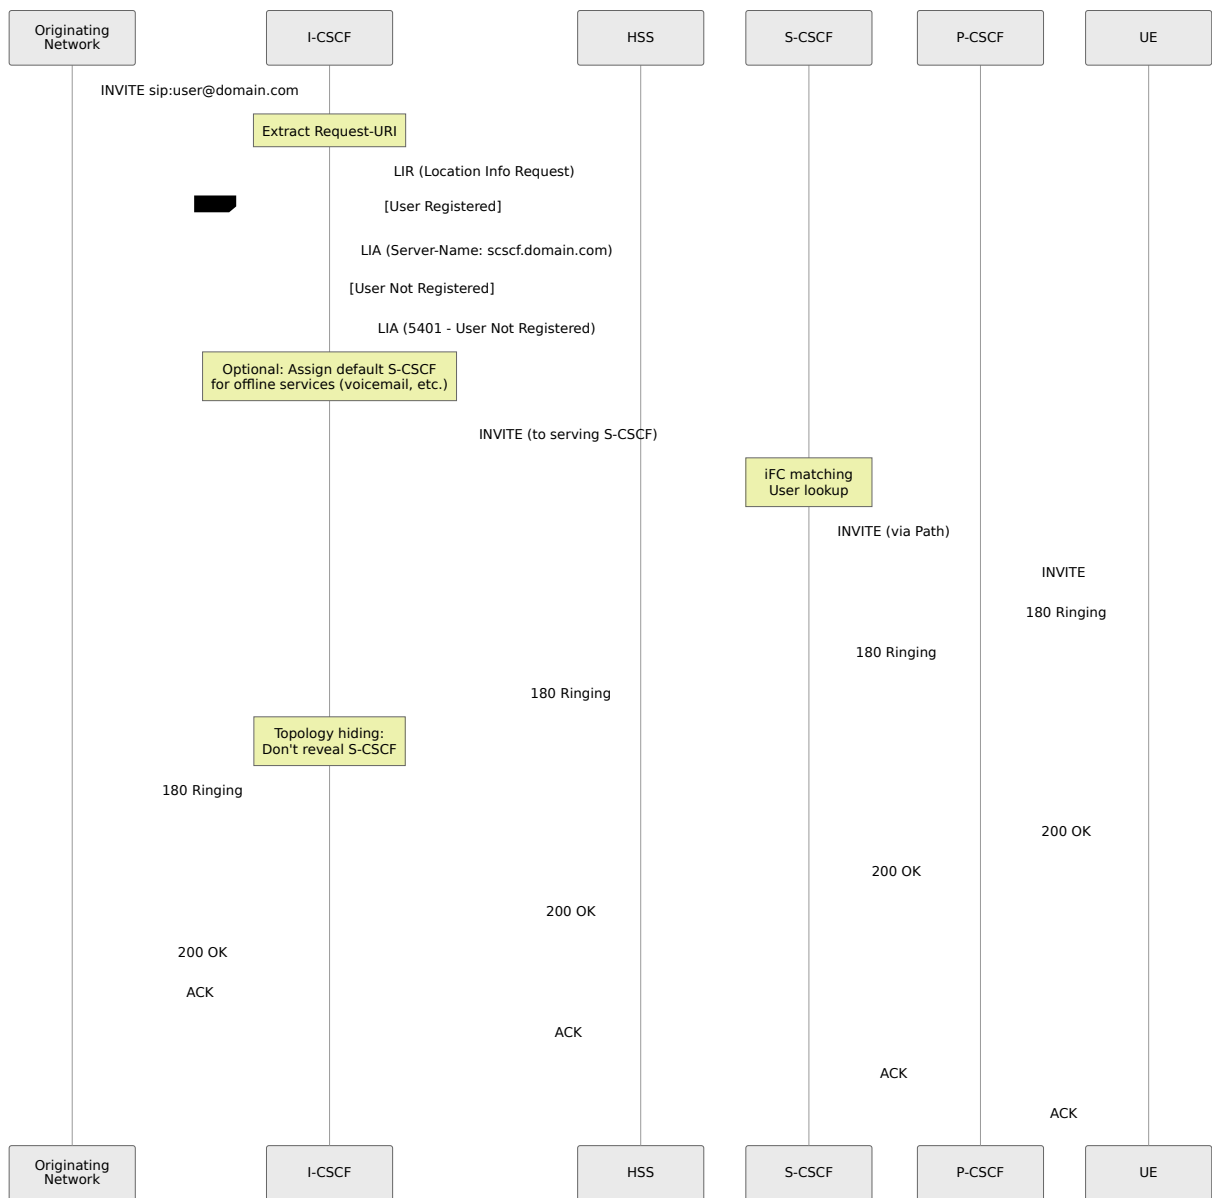 Originating
Network
I-CSCF
HSS
S-CSCF
P-CSCF
UE
INVITE sip:user@domain.com
Extract Request-URI
LIR (Location Info Request)
[User Registered]
LIA (Server-Name: scscf.domain.com)
[User Not Registered]
LIA (5401 - User Not Registered)
Optional: Assign default S-CSCF
for offline services (voicemail, etc.)
INVITE (to serving S-CSCF)
iFC matching
User lookup
INVITE (via Path)
INVITE
180 Ringing
180 Ringing
180 Ringing
Topology hiding:
Don't reveal S-CSCF
180 Ringing
200 OK
200 OK
200 OK
200 OK
ACK
ACK
ACK
ACK
Originating
Network
I-CSCF
HSS
S-CSCF
P-CSCF
UE